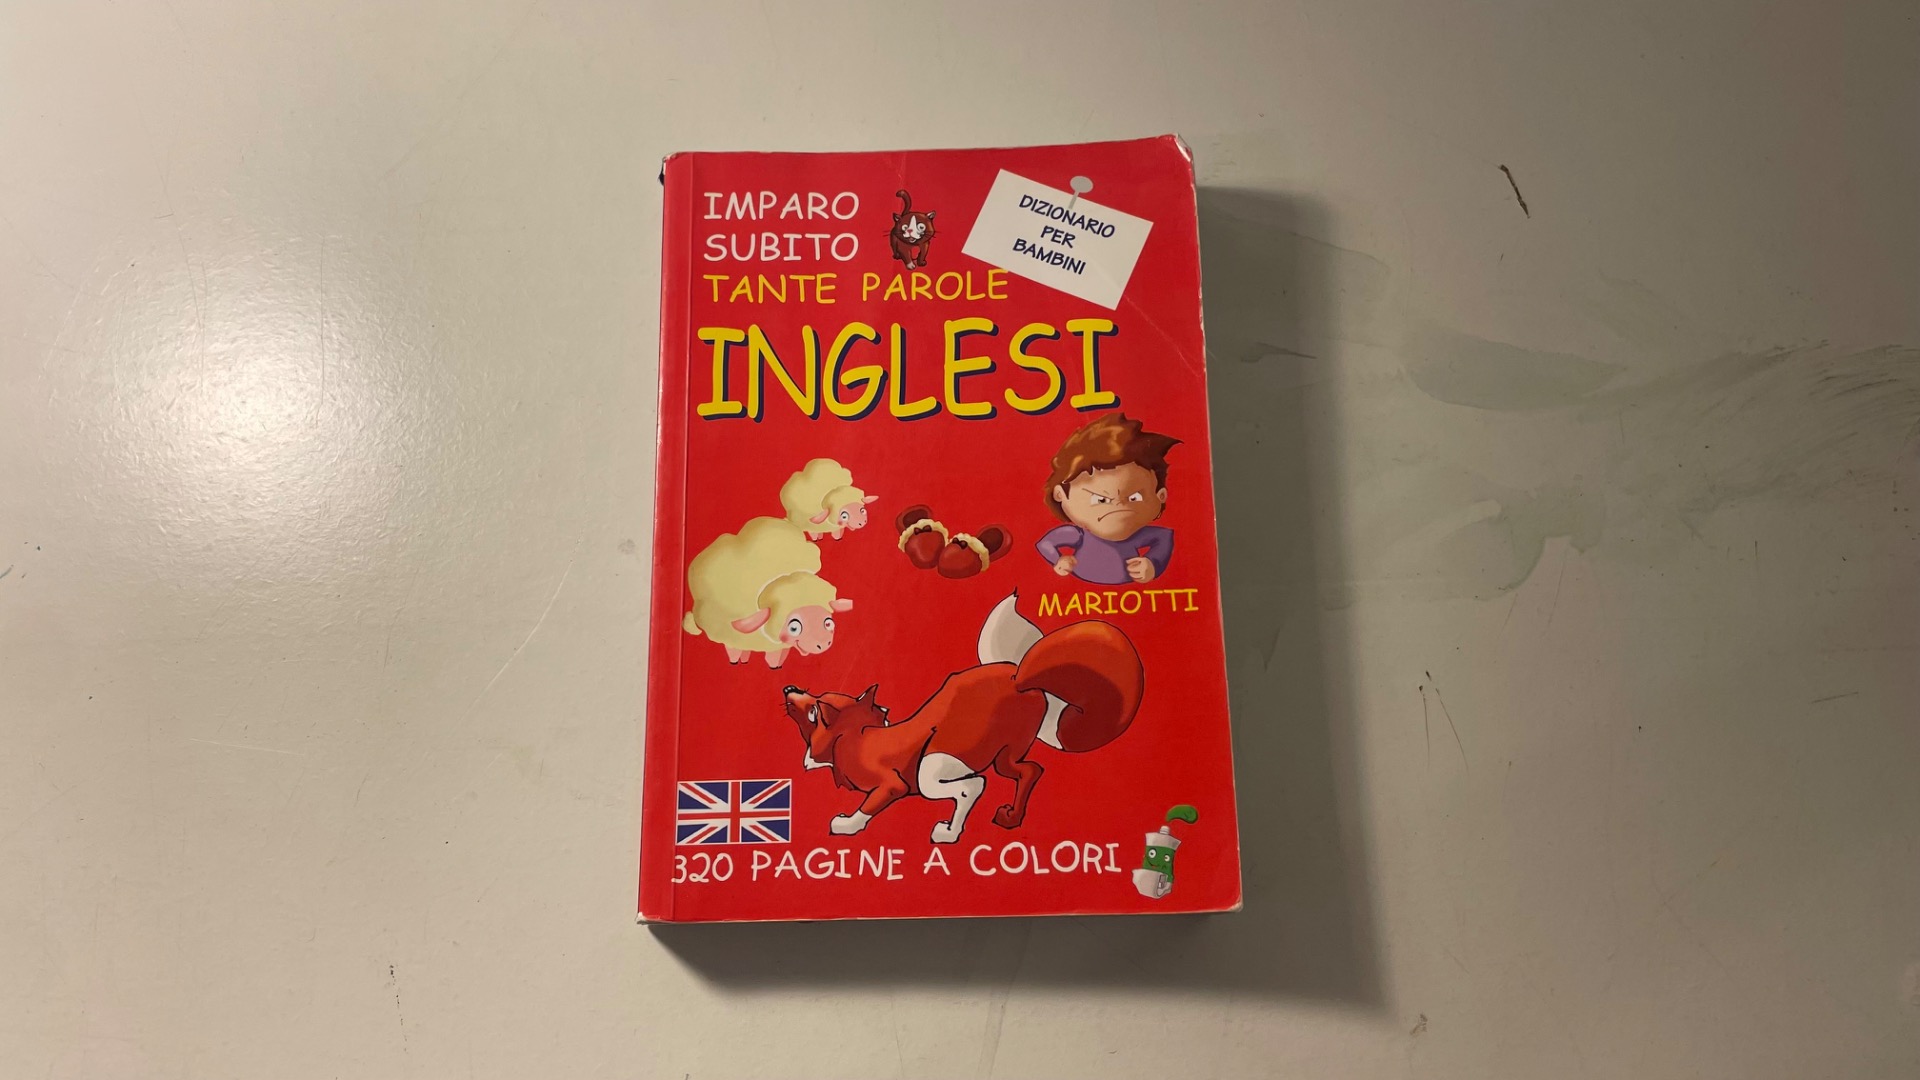 IMPARO
SUBITO
TANTE PAROLE
INGLESI
DIZIONARIO
PER
BAMBINI
MARIOTTI
320 PAGINE A COLORI